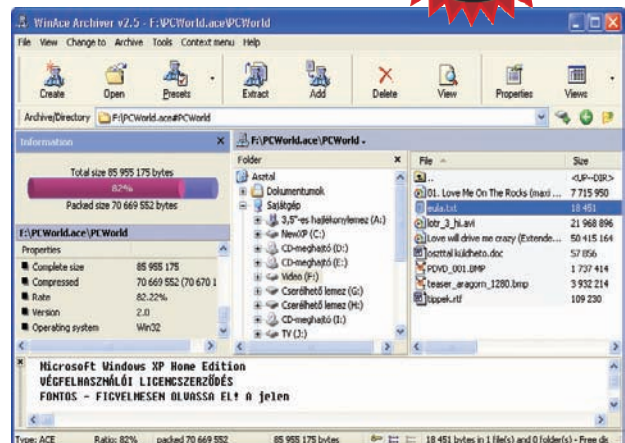 WinAce Archiver v2.5 - F:\PCWorld.ace\PCWorld
File View Change to Archive Tools Context menu Help
Create Open Presets Extract Add Delete View Properties Views
Archive/Directory F:\PCWorld.ace#PCWorld
Information
Total size 85 955 175 bytes
82%
Packed size 70 669 552 bytes
F:\PCWorld.ace\PCWorld
Properties
Complete size 85 955 175
Compressed 70 669 552 (70 670 1
Rate 82.22%
Version 2.0
Operating system Win32
F:\PCWorld.ace\PCWorld
Folder
Asztal
Dokumentumok
Sajátgép
3,5"-es hajlékonylemez (A:)
NewXP (C:)
CD-meghajtó (D:)
CD-meghajtó (E:)
Video (F:)
Cserélhető lemez (G:)
Cserélhető lemez (H:)
CD-meghajtó (I:)
TV (J:)
File Size
.. <UP--DIR>
01. Love Me On The Rocks (maxi ... 7 715 950
eula.txt 18 451
lotr_3_hi.avi 21 968 896
Love will drive me crazy (Extende... 50 415 164
oszttal küldheto.doc 57 856
PDVD_001.BMP 1 737 414
teaser_aragorn_1280.bmp 3 932 214
tippek.rtf 109 230
Microsoft Windows XP Home Edition
VÉGFELHASZNÁLÓI LICENCSZERZŐDÉS
FONTOS - FIGYELMESEN OLVASSA EL! A jelen
Type: ACE Ratio: 82% packed 70 669 552 85 955 175 bytes 18 451 bytes in 1 file(s) and 0 folder(s) - Free de